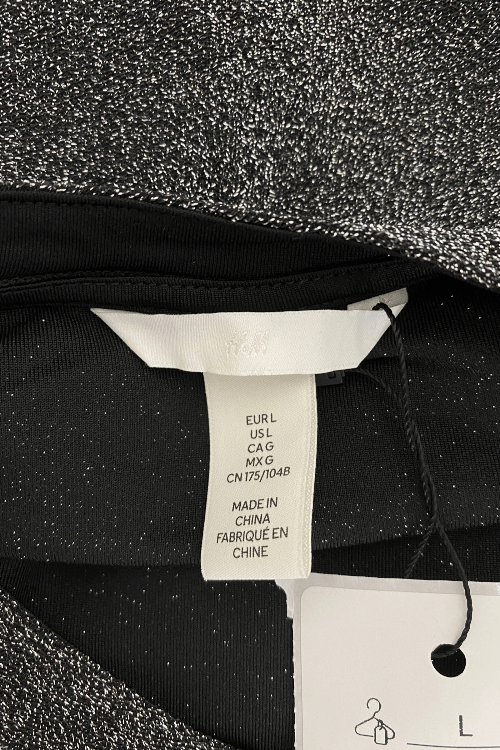 H&M
EUR L
US L
CA G
MX G
CN 175/104B
MADE IN
CHINA
FABRIQUÉ EN
CHINE
L